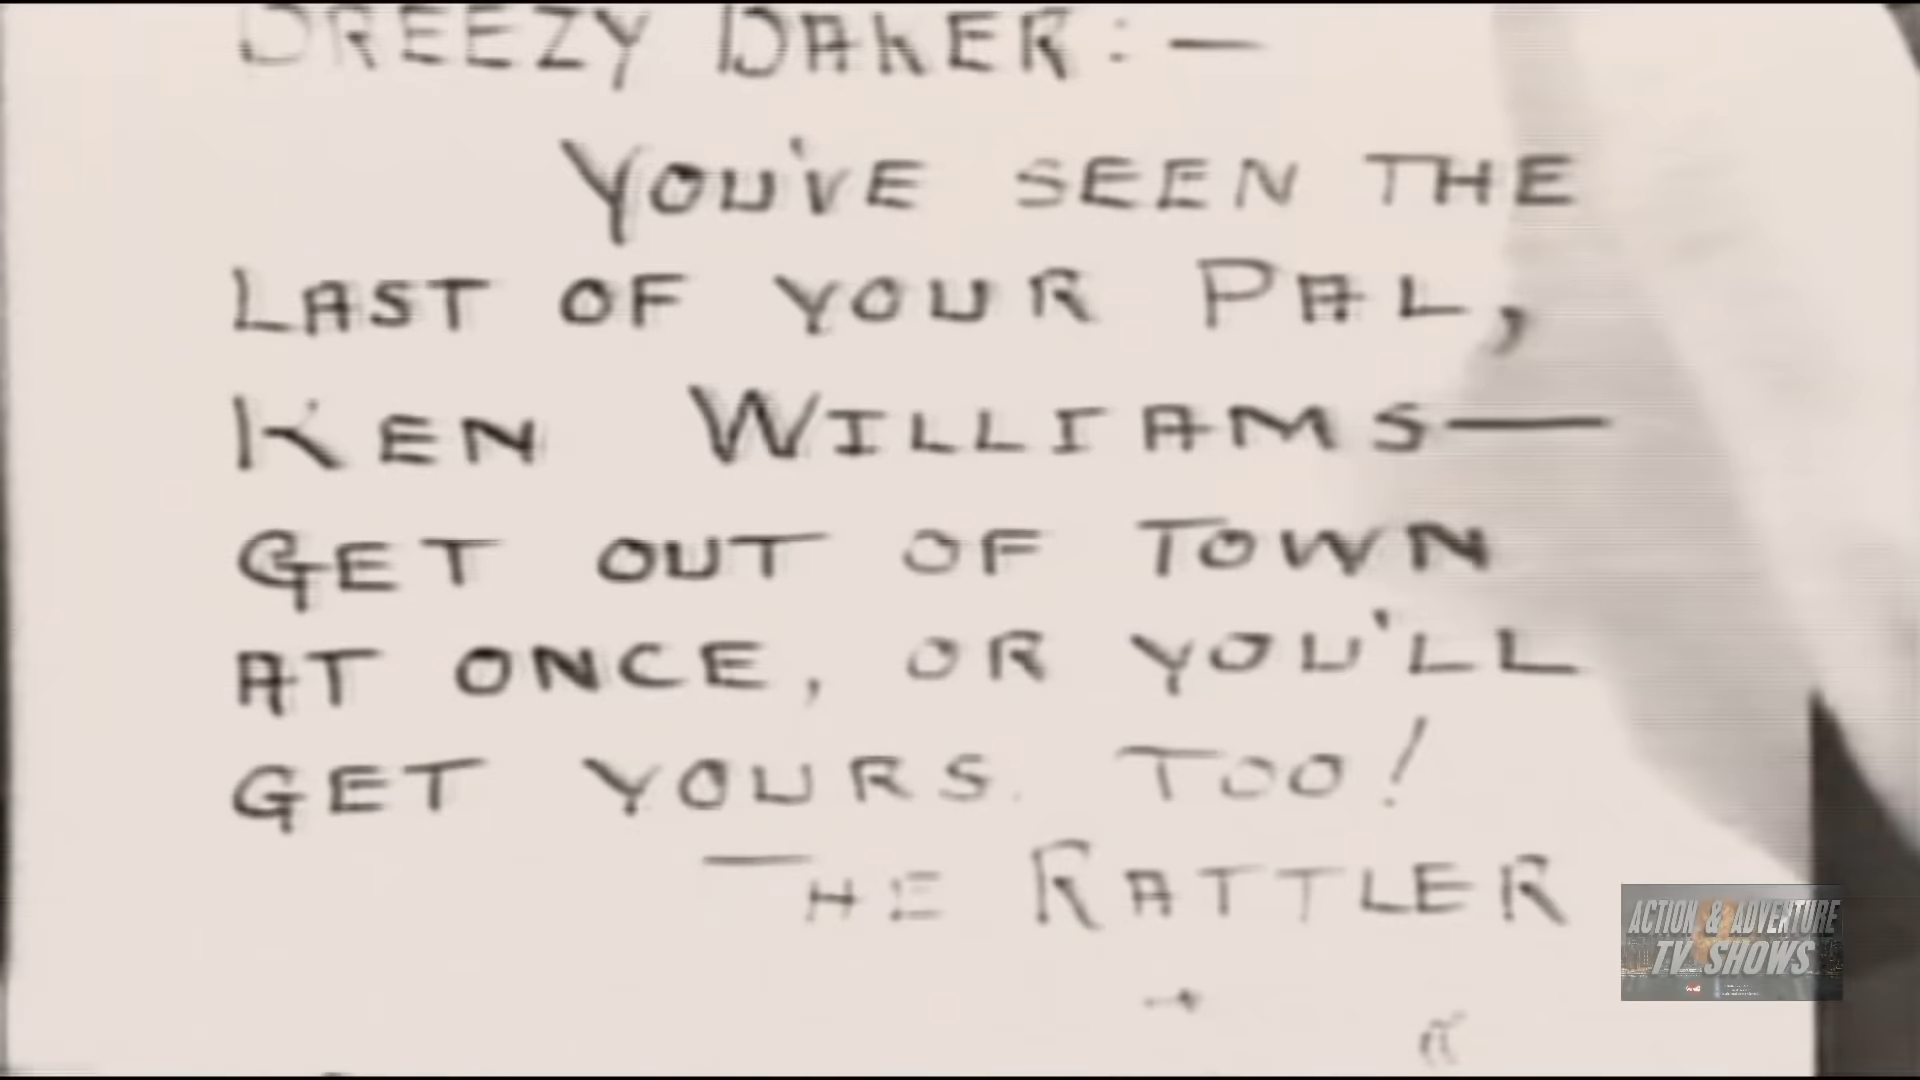 BREEZY BAKER:—
YOU'VE SEEN THE
LAST OF YOUR PAL,
KEN WILLIAMS—
GET OUT OF TOWN
AT ONCE, OR YOU'LL
GET YOURS. TOO!
THE RATTLER
ACTION & ADVENTURE
TV SHOWS